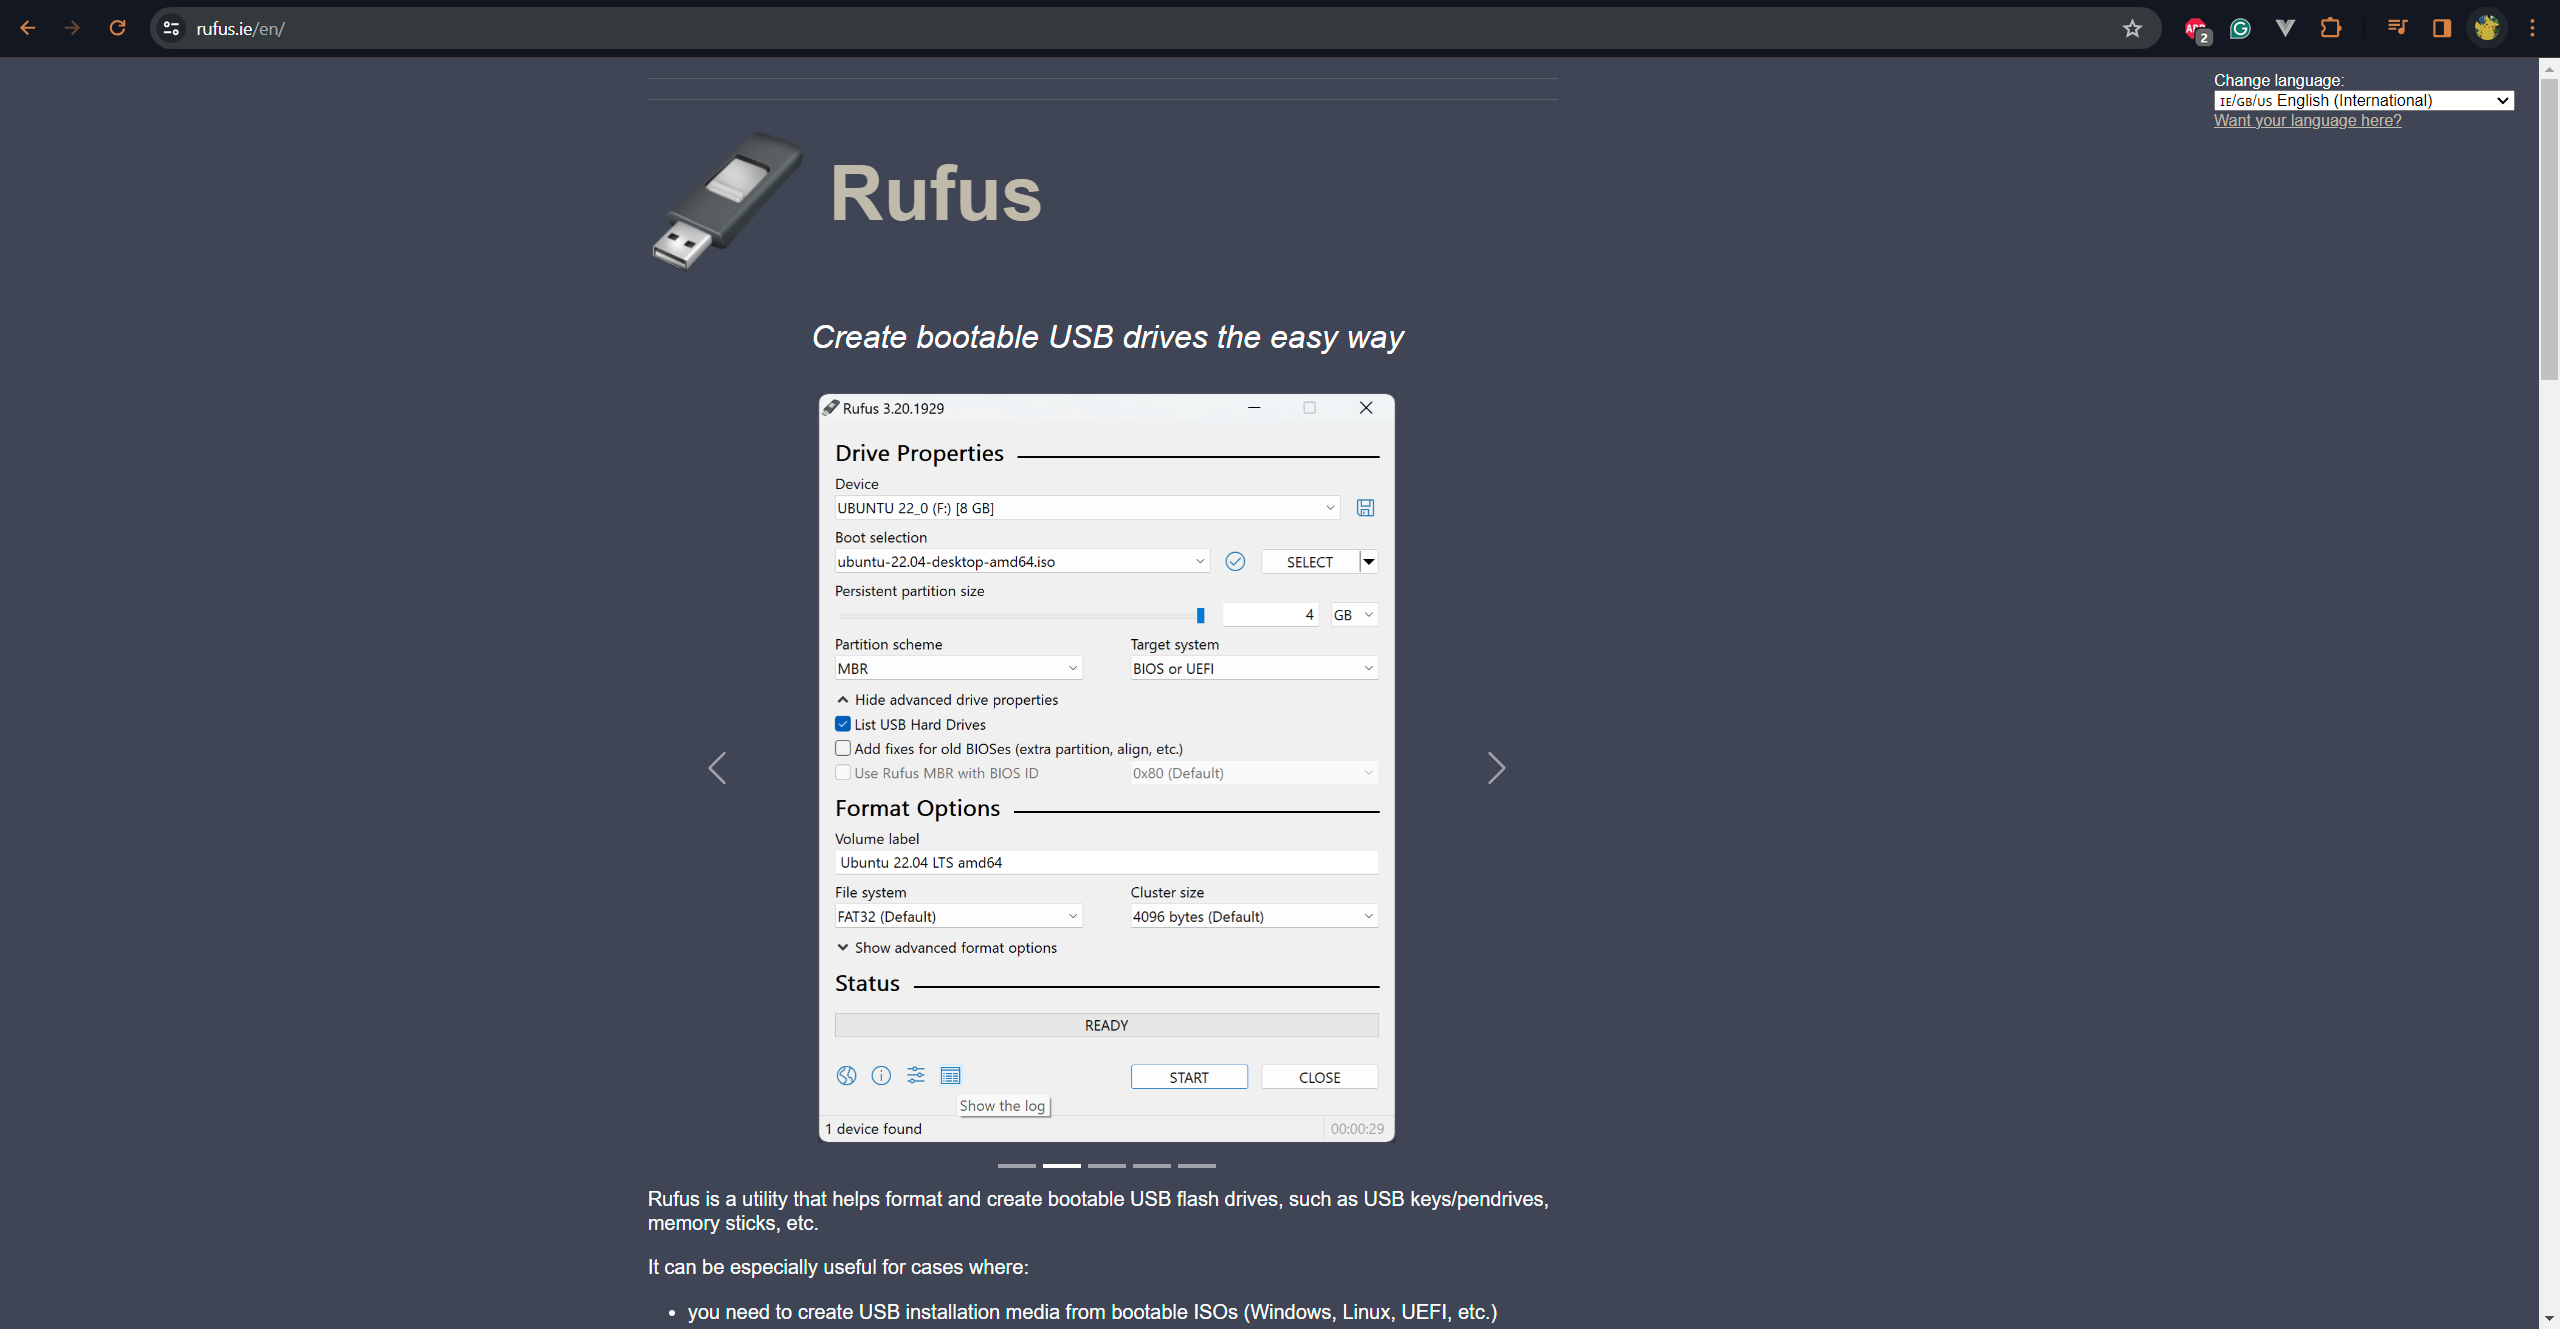 rufus.ie/en/
2
Change language:
IE/GB/US English (International)
Want your language here?
Rufus
Create bootable USB drives the easy way
Rufus 3.20.1929
Drive Properties
Device
UBUNTU 22_0 (F:) [8 GB]
Boot selection
ubuntu-22.04-desktop-amd64.iso
SELECT
Persistent partition size
4 GB
Partition scheme Target system
MBR BIOS or UEFI
Hide advanced drive properties
List USB Hard Drives
Add fixes for old BIOSes (extra partition, align, etc.)
Use Rufus MBR with BIOS ID 0x80 (Default)
Format Options
Volume label
Ubuntu 22.04 LTS amd64
File system Cluster size
FAT32 (Default) 4096 bytes (Default)
Show advanced format options
Status
READY
START CLOSE
Show the log
1 device found 00:00:29
Rufus is a utility that helps format and create bootable USB flash drives, such as USB keys/pendrives,
memory sticks, etc.
It can be especially useful for cases where:
• you need to create USB installation media from bootable ISOs (Windows, Linux, UEFI, etc.)